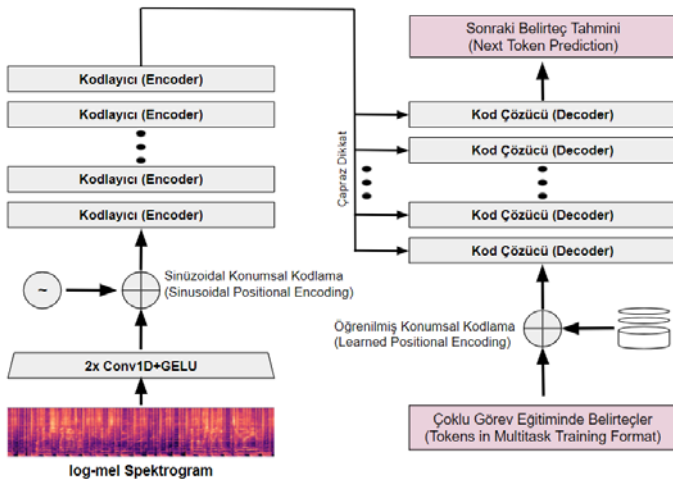 Kodlayıcı (Encoder)
Kodlayıcı (Encoder)
Kodlayıcı (Encoder)
Kodlayıcı (Encoder)
~
Sinüzoidal Konumsal Kodlama
(Sinusoidal Positional Encoding)
2x Conv1D+GELU
log-mel Spektrogram
Çapraz Dikkat
Sonraki Belirteç Tahmini
(Next Token Prediction)
Kod Çözücü (Decoder)
Kod Çözücü (Decoder)
Kod Çözücü (Decoder)
Kod Çözücü (Decoder)
Öğrenilmiş Konumsal Kodlama
(Learned Positional Encoding)
Çoklu Görev Eğitiminde Belirteçler
(Tokens in Multitask Training Format)